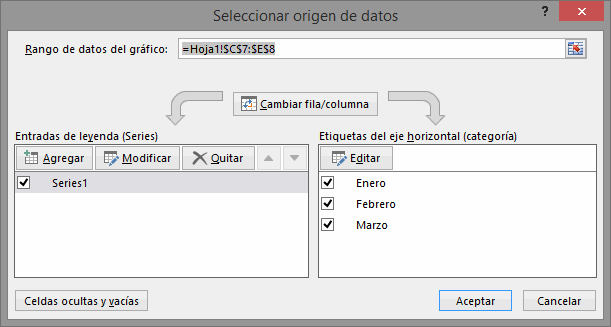 Seleccionar origen de datos
?
Rango de datos del gráfico: =Hoja1!$C$7:$E$8
Cambiar fila/columna
Entradas de leyenda (Series)
Agregar Modificar Quitar
Series1
Etiquetas del eje horizontal (categoría)
Editar
Enero
Febrero
Marzo
Celdas ocultas y vacías
Aceptar
Cancelar